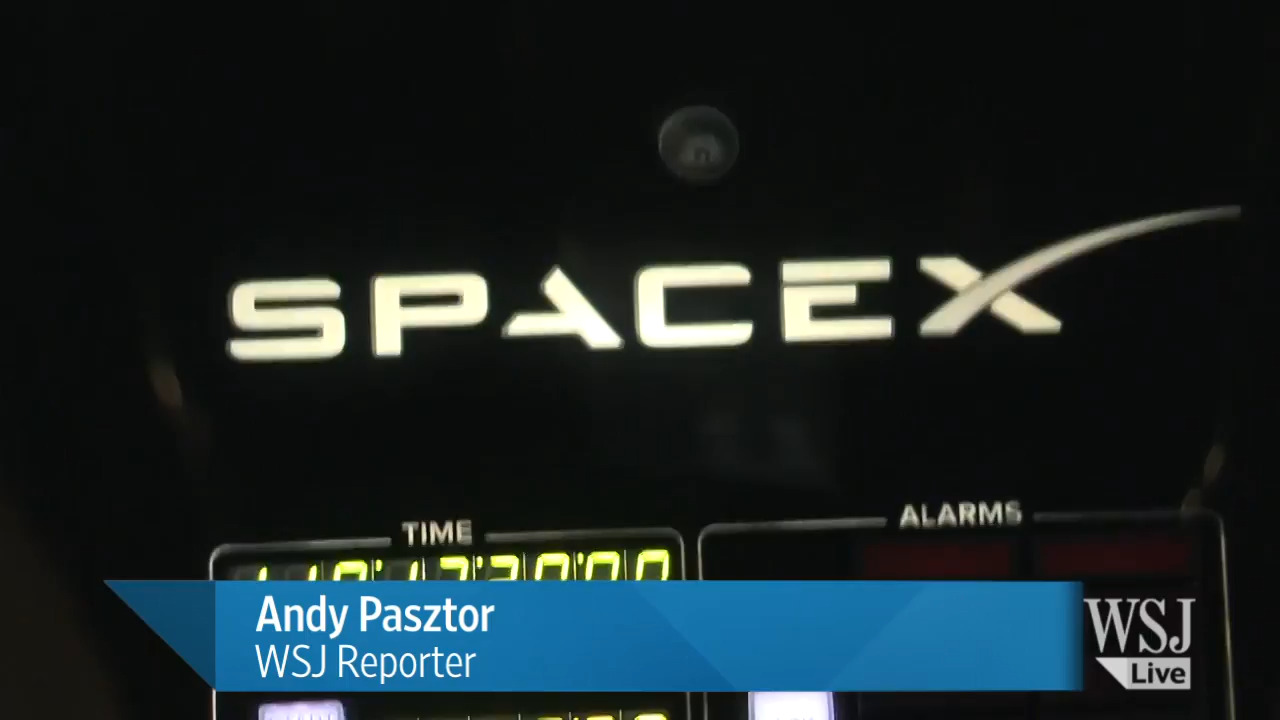 SPACEX
TIME
ALARMS
Andy Pasztor
WSJ Reporter
WSJ
Live